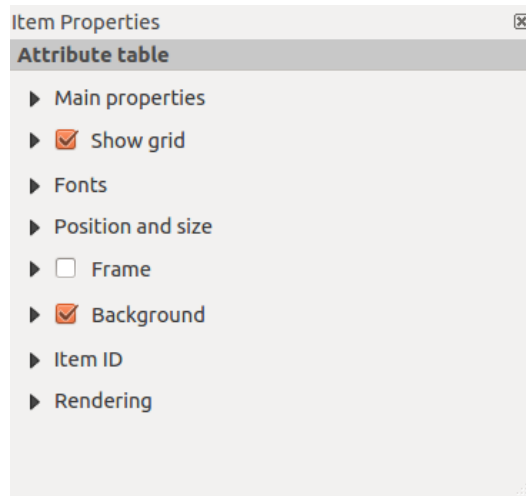 Item Properties
Attribute table
Main properties
Show grid
Fonts
Position and size
Frame
Background
Item ID
Rendering